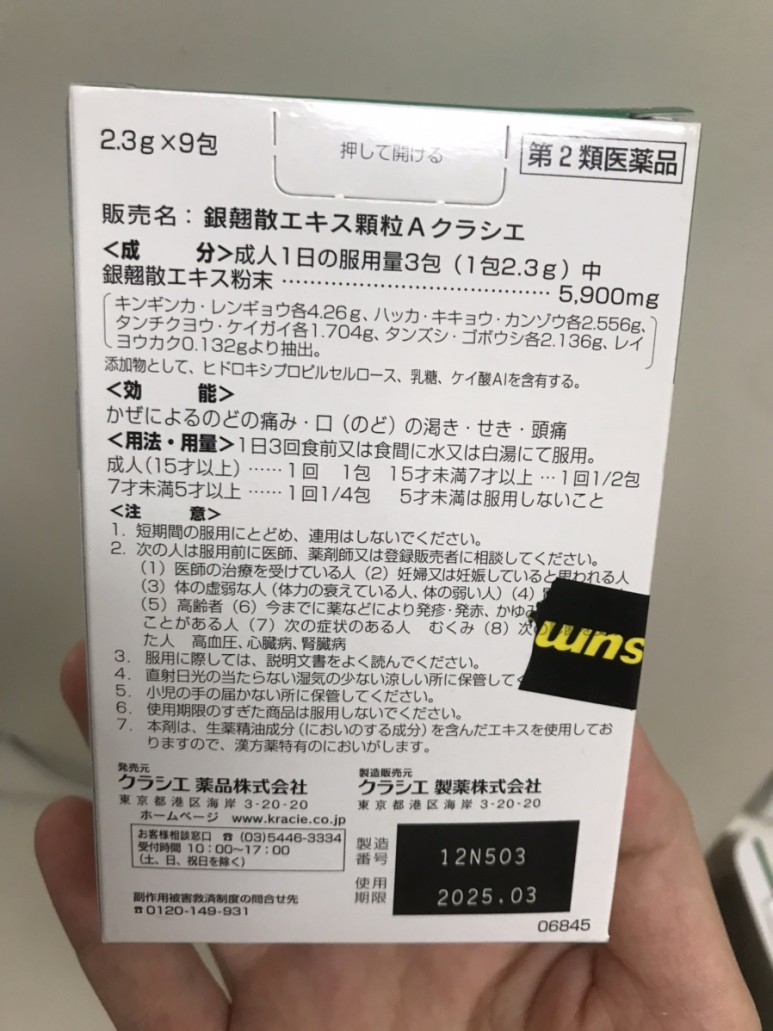 2.3g×9包
押して開ける
第2類医薬品
販売名：銀翹散エキス顆粒Aクラシエ
<成　　分>成人1日の服用量3包（1包2.3g）中
銀翹散エキス粉末 …………………………… 5,900mg
キンギンカ・レンギョウ各4.26g、ハッカ・キキョウ・カンゾウ各2.556g、
タンチクヨウ・ケイガイ各1.704g、タンズシ・ゴボウシ各2.136g、レイ
ヨウカク0.132gより抽出。
添加物として、ヒドロキシプロピルセルロース、乳糖、ケイ酸Alを含有する。
<効　　能>
かぜによるのどの痛み・口（のど）の渇き・せき・頭痛
<用法・用量>1日3回食前又は食間に水又は白湯にて服用。
成人（15才以上）……1回　1包　15才未満7才以上 …1回1/2包
7才未満5才以上 ……1回1/4包　5才未満は服用しないこと
<注　　意>
1. 短期間の服用にとどめ、連用はしないでください。
2. 次の人は服用前に医師、薬剤師又は登録販売者に相談してください。
（1）医師の治療を受けている人（2）妊婦又は妊娠していると思われる人
（3）体の虚弱な人（体力の衰えている人、体の弱い人）（4）
（5）高齢者（6）今までに薬などにより発疹・発赤、かゆみ
ことがある人（7）次の症状のある人　むくみ（8）次の
た人　高血圧、心臓病、腎臓病
3. 服用に際しては、説明文書をよく読んでください。
4. 直射日光の当たらない湿気の少ない涼しい所に保管して
5. 小児の手の届かない所に保管してください。
6. 使用期限のすぎた商品は服用しないでください。
7. 本剤は、生薬精油成分（においのする成分）を含んだエキスを使用してお
りますので、漢方薬特有のにおいがします。
wins
発売元
クラシエ 薬品株式会社
東京都港区海岸 3-20-20
ホームページ www.kracie.co.jp
お客様相談窓口 ☎（03）5446-3334
受付時間 10：00〜17：00
（土、日、祝日を除く）
副作用被害救済制度の問合せ先
☎0120-149-931
製造販売元
クラシエ 製薬株式会社
東京都港区海岸 3-20-20
製造番号 12N503
使用期限 2025.03
06845